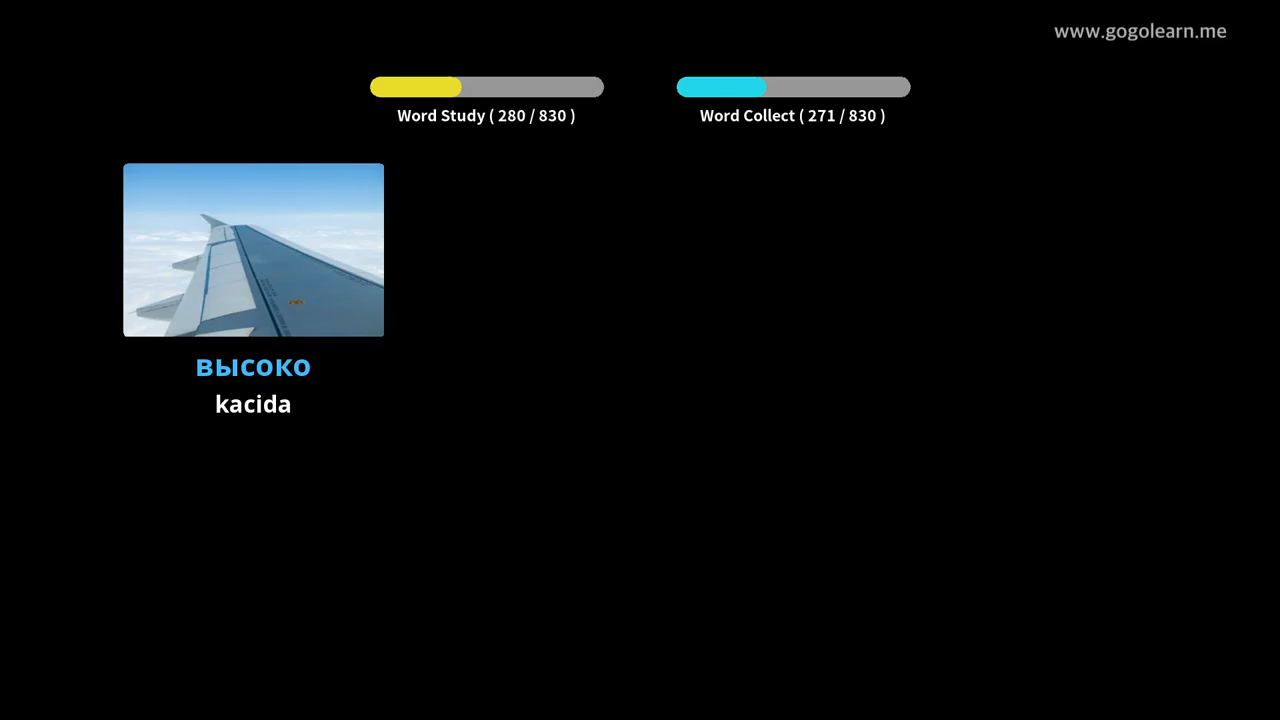 www.gogolearn.me
Word Study ( 280 / 830 )
Word Collect ( 271 / 830 )
высоко
kacida